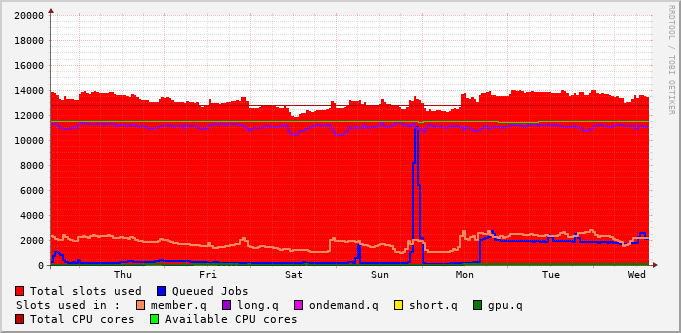 RRDTOOL / TOBI OETIKER
20000
18000
16000
14000
12000
10000
8000
6000
4000
2000
0
Thu Fri Sat Sun Mon Tue Wed
Total slots used Queued Jobs
Slots used in : member.q long.q ondemand.q short.q gpu.q
Total CPU cores Available CPU cores